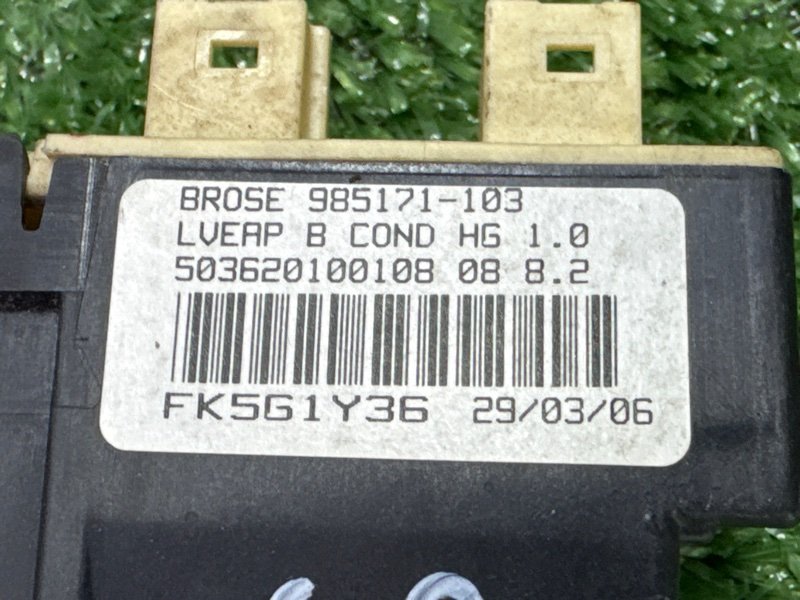 BROSE 985171-103
LVEAP B COND HG 1.0
503620100108 08 8.2
FK5G1Y36 29/03/06